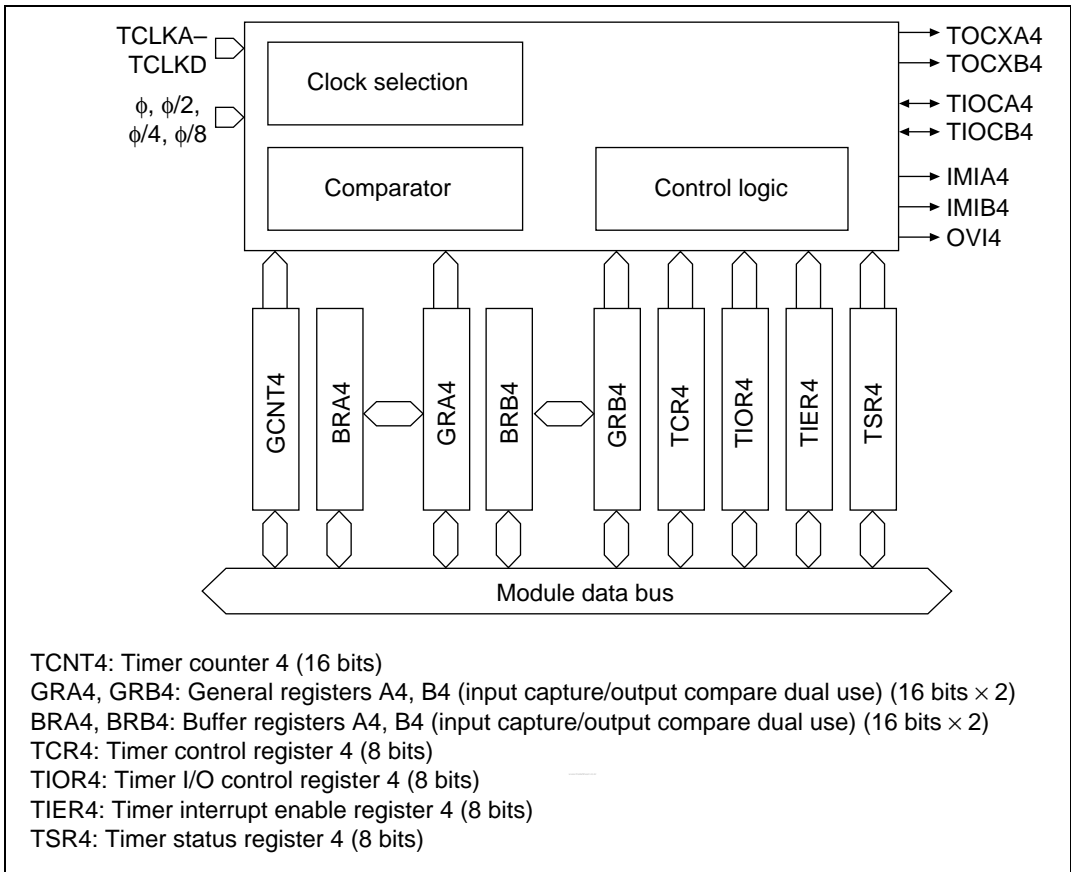 TCLKA–
TCLKD
ϕ, ϕ/2,
ϕ/4, ϕ/8
Clock selection
Comparator
Control logic
TOCXA4
TOCXB4
TIOCA4
TIOCB4
IMIA4
IMIB4
OVI4
GCNT4
BRA4
GRA4
BRB4
GRB4
TCR4
TIOR4
TIER4
TSR4
Module data bus
TCNT4: Timer counter 4 (16 bits)
GRA4, GRB4: General registers A4, B4 (input capture/output compare dual use) (16 bits × 2)
BRA4, BRB4: Buffer registers A4, B4 (input capture/output compare dual use) (16 bits × 2)
TCR4: Timer control register 4 (8 bits)
TIOR4: Timer I/O control register 4 (8 bits)
TIER4: Timer interrupt enable register 4 (8 bits)
TSR4: Timer status register 4 (8 bits)